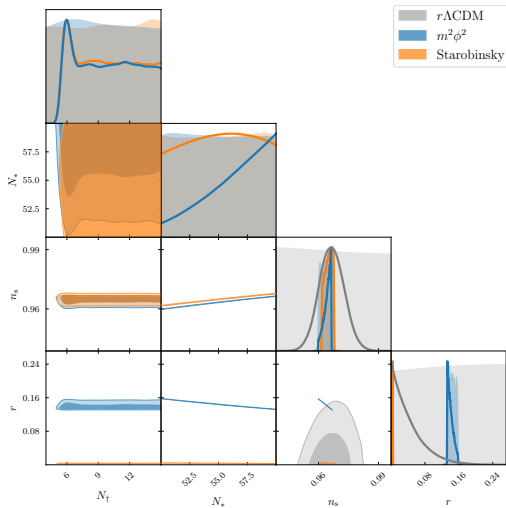 rΛCDM
m²ϕ²
Starobinsky
57.5
55.0
52.5
N*
0.99
0.96
nₛ
0.24
0.16
0.08
r
6
9
12
N†
52.5
55.0
57.5
N*
0.96
0.99
nₛ
0.08
0.16
0.24
r